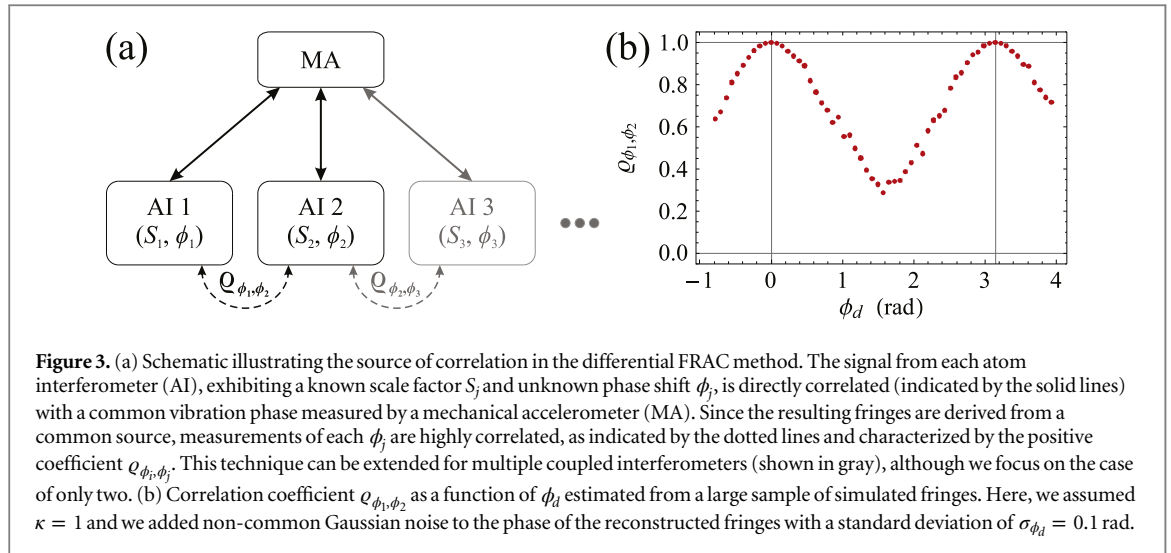 (a)
MA
AI 1
(S₁, ϕ₁)
AI 2
(S₂, ϕ₂)
AI 3
(S₃, ϕ₃)
ϱϕ₁,ϕ₂
ϱϕ₂,ϕ₃
(b)
1.0
0.8
0.6
0.4
0.2
0.0
ϱϕ₁,ϕ₂
−1 0 1 2 3 4
ϕd (rad)
Figure 3. (a) Schematic illustrating the source of correlation in the differential FRAC method. The signal from each atom
interferometer (AI), exhibiting a known scale factor Sj and unknown phase shift ϕj, is directly correlated (indicated by the solid lines)
with a common vibration phase measured by a mechanical accelerometer (MA). Since the resulting fringes are derived from a
common source, measurements of each ϕj are highly correlated, as indicated by the dotted lines and characterized by the positive
coefficient ϱϕi,ϕj. This technique can be extended for multiple coupled interferometers (shown in gray), although we focus on the case
of only two. (b) Correlation coefficient ϱϕ₁,ϕ₂ as a function of ϕd estimated from a large sample of simulated fringes. Here, we assumed
κ = 1 and we added non-common Gaussian noise to the phase of the reconstructed fringes with a standard deviation of σϕd = 0.1 rad.